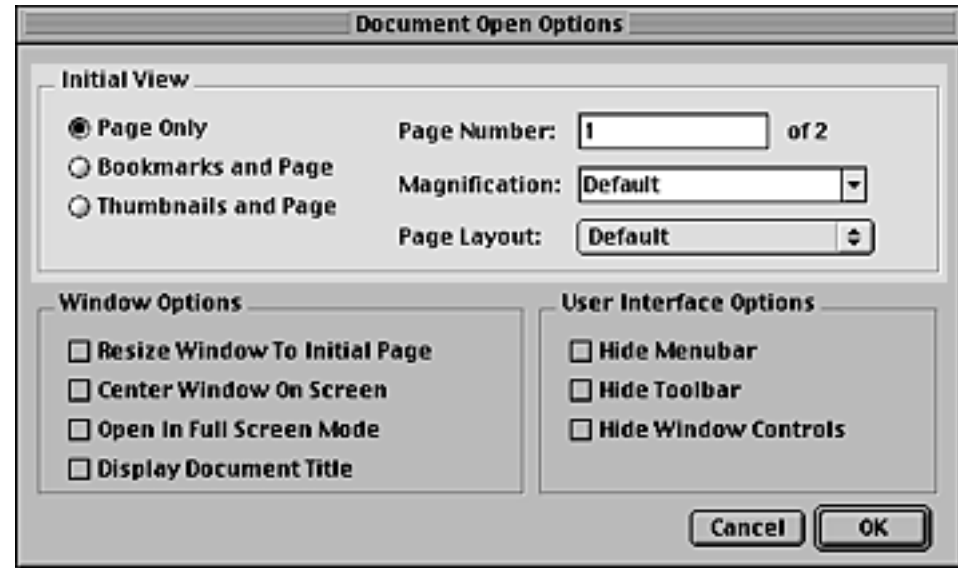 Document Open Options
Initial View
Page Only
Bookmarks and Page
Thumbnails and Page
Page Number: 1 of 2
Magnification: Default
Page Layout: Default
Window Options
Resize Window To Initial Page
Center Window On Screen
Open In Full Screen Mode
Display Document Title
User Interface Options
Hide Menubar
Hide Toolbar
Hide Window Controls
Cancel OK